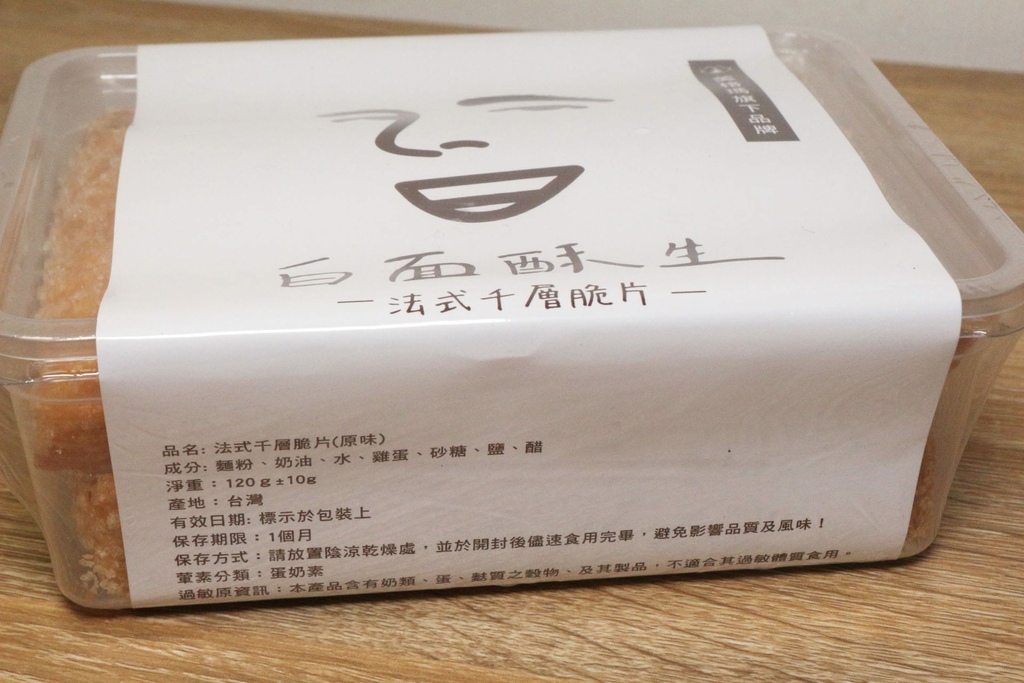 旗下品牌
白面酥生
— 法式千層脆片 —
品名: 法式千層脆片(原味)
成分: 麵粉、奶油、水、雞蛋、砂糖、鹽、醋
淨重：120g±10g
產地：台灣
有效日期: 標示於包裝上
保存期限：1個月
保存方式：請放置陰涼乾燥處，並於開封後儘速食用完畢，避免影響品質及風味！
葷素分類：蛋奶素
過敏原資訊：本產品含有奶類、蛋、麩質之穀物、及其製品，不適合其過敏體質食用。